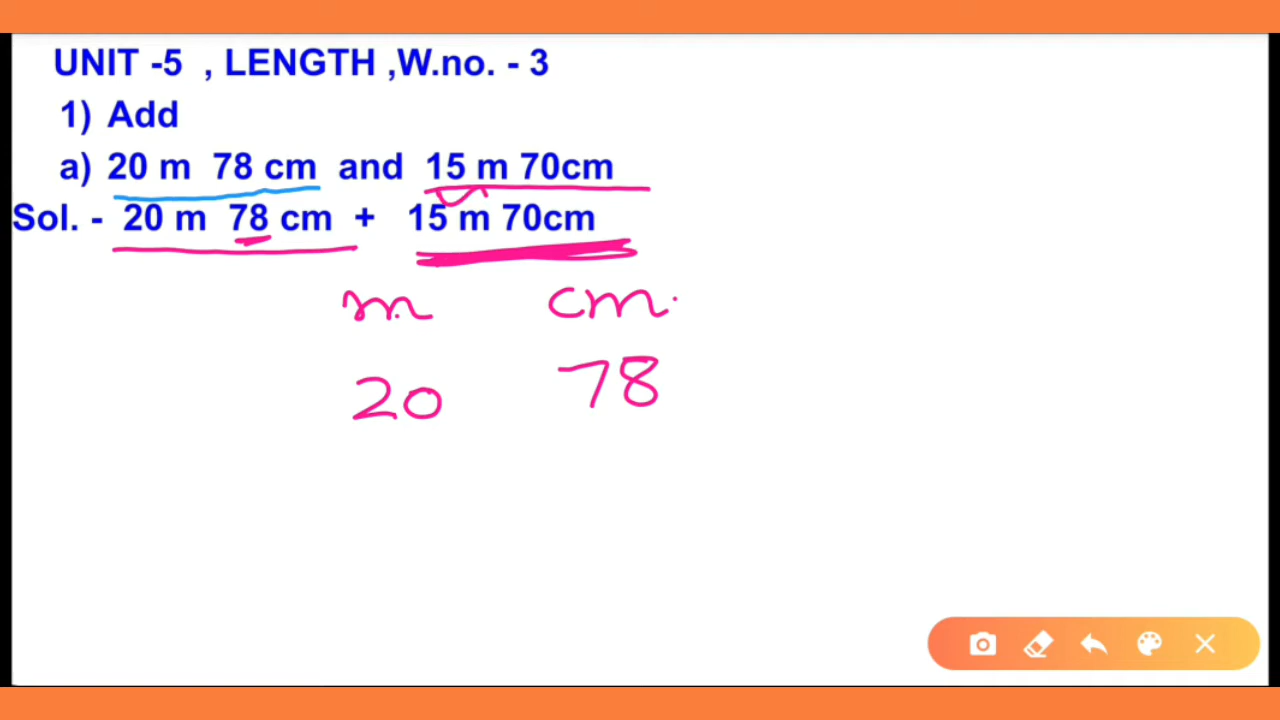 UNIT -5 , LENGTH ,W.no. - 3
1) Add
a) 20 m 78 cm and 15 m 70cm
Sol. - 20 m 78 cm + 15 m 70cm
m cm.
20 78